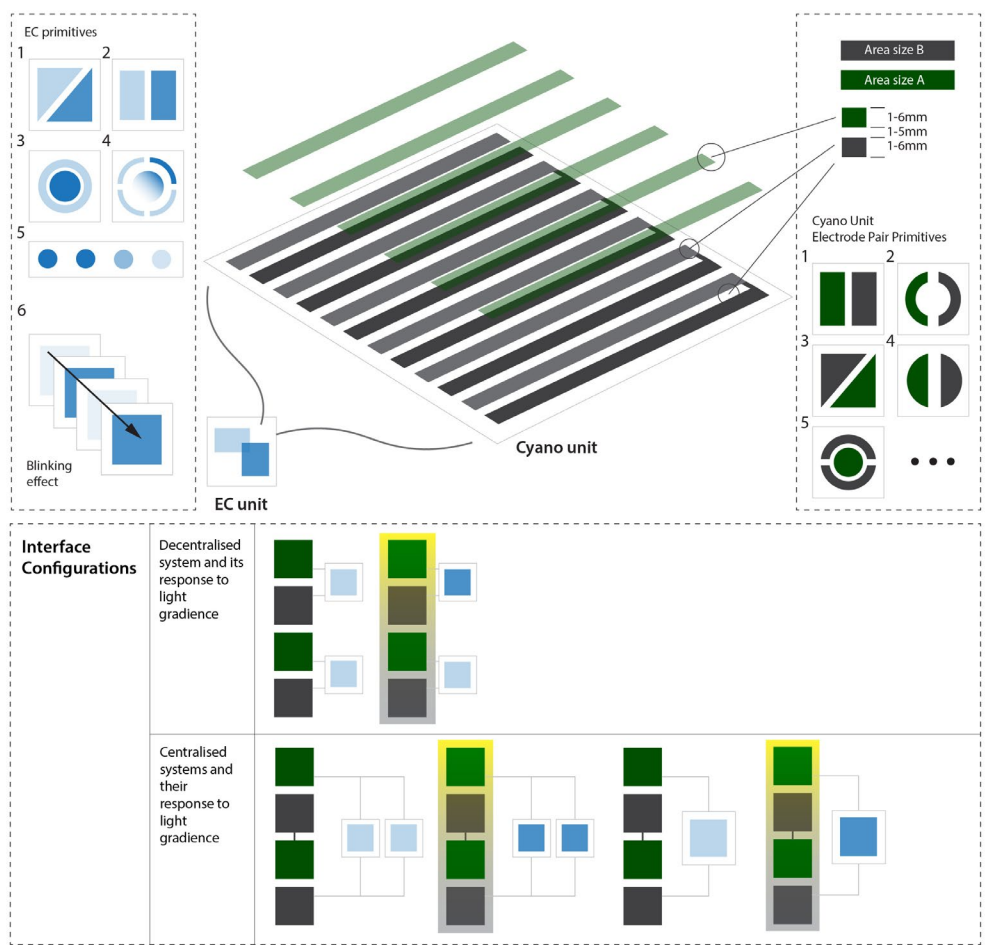 EC primitives
1
2
3
4
5
6
Blinking
effect
EC unit
Cyano unit
Area size B
Area size A
1-6mm
1-5mm
1-6mm
Cyano Unit
Electrode Pair Primitives
1
2
3
4
5
Interface
Configurations
Decentralised
system and its
response to
light
gradience
Centralised
systems and
their
response to
light
gradience